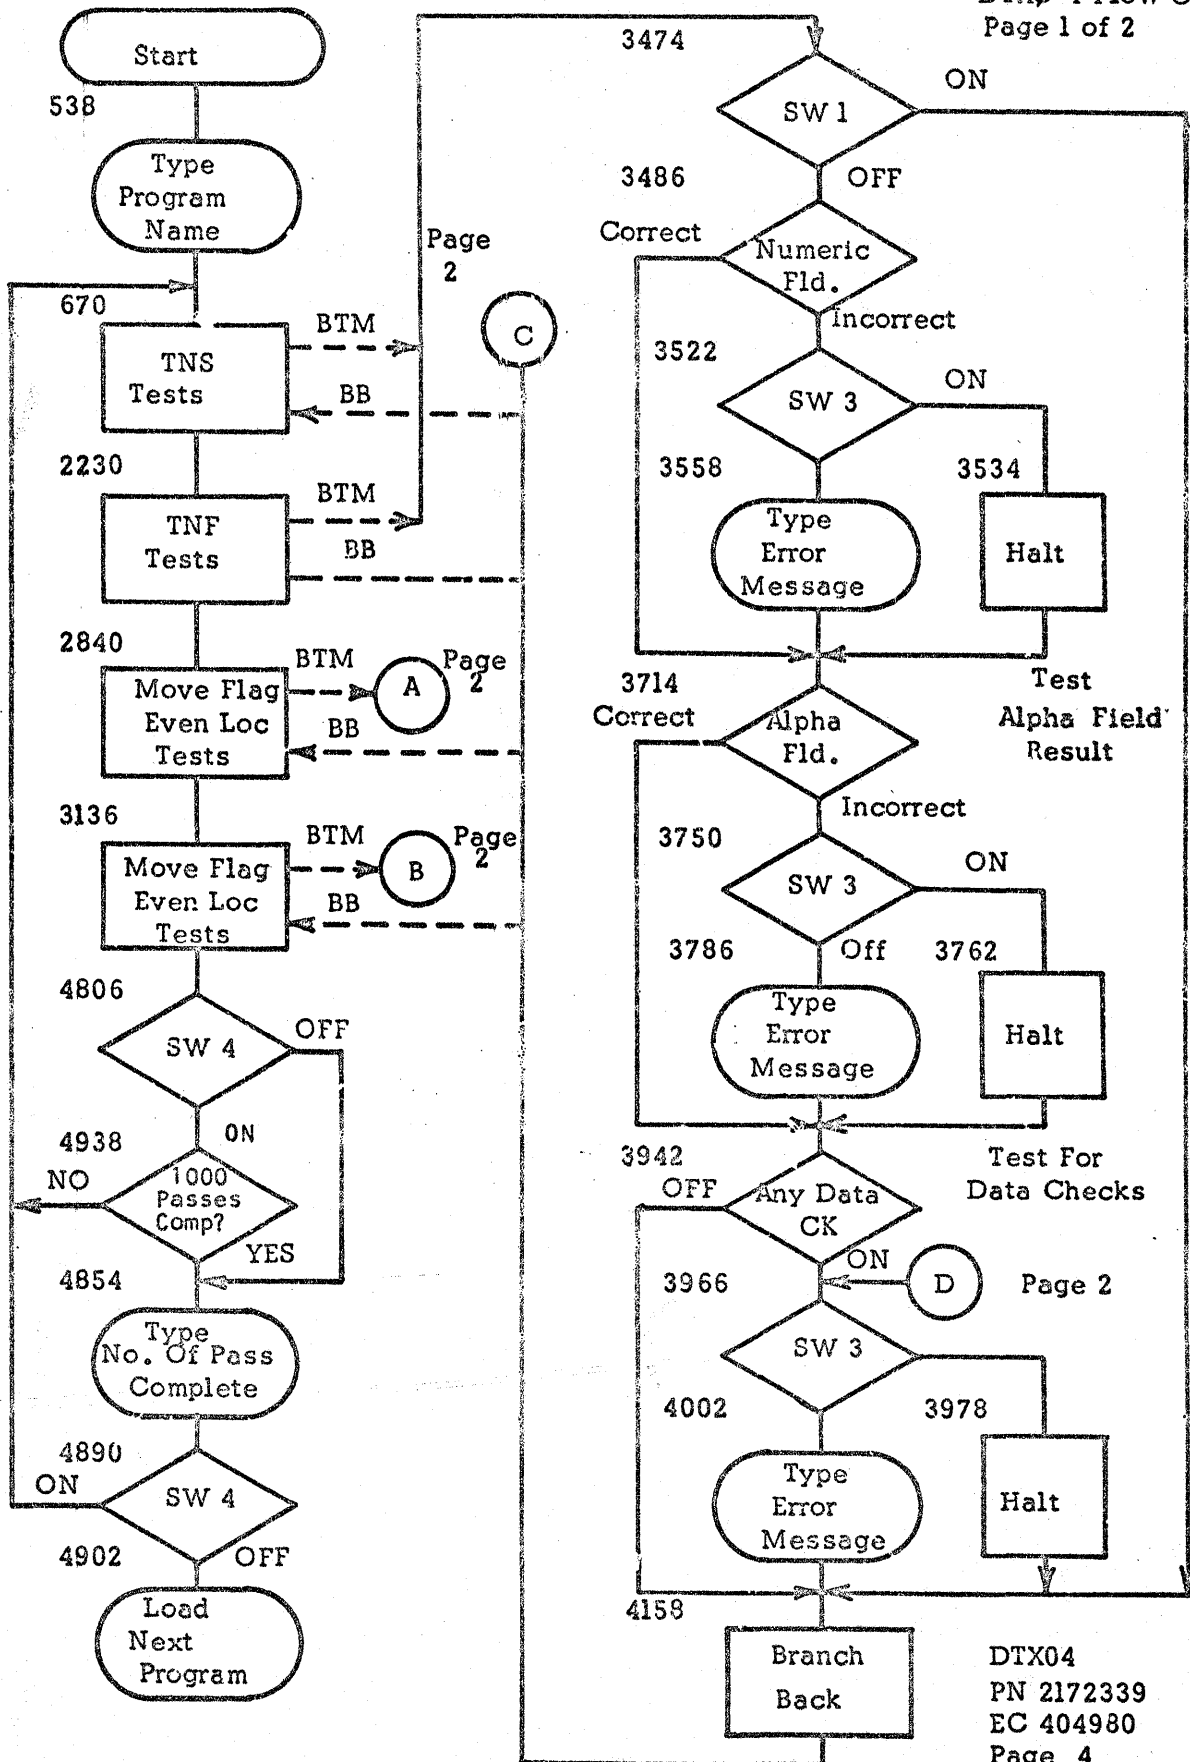 Page 1 of 2
Start
538
Type
Program
Name
670
TNS
Tests
BTM
BB
2230
TNF
Tests
BTM
BB
2840
Move Flag
Even Loc
Tests
BTM
A
Page
2
BB
3136
Move Flag
Even Loc
Tests
BTM
B
Page
2
BB
4806
SW 4
OFF
ON
4938
NO
1000
Passes
Comp?
YES
4854
Type
No. Of Pass
Complete
4890
ON
SW 4
4902
OFF
Load
Next
Program
Page
2
C
3474
SW 1
ON
3486
OFF
Correct
Numeric
Fld.
Incorrect
3522
SW 3
ON
3558
3534
Type
Error
Message
Halt
3714
Correct
Alpha
Fld.
Test
Alpha Field
Result
Incorrect
3750
SW 3
ON
3786
Off
3762
Type
Error
Message
Halt
3942
OFF
Any Data
CK
Test For
Data Checks
ON
3966
D
Page 2
SW 3
4002
3978
Type
Error
Message
Halt
4158
Branch
Back
DTX04
PN 2172339
EC 404980
Page 4